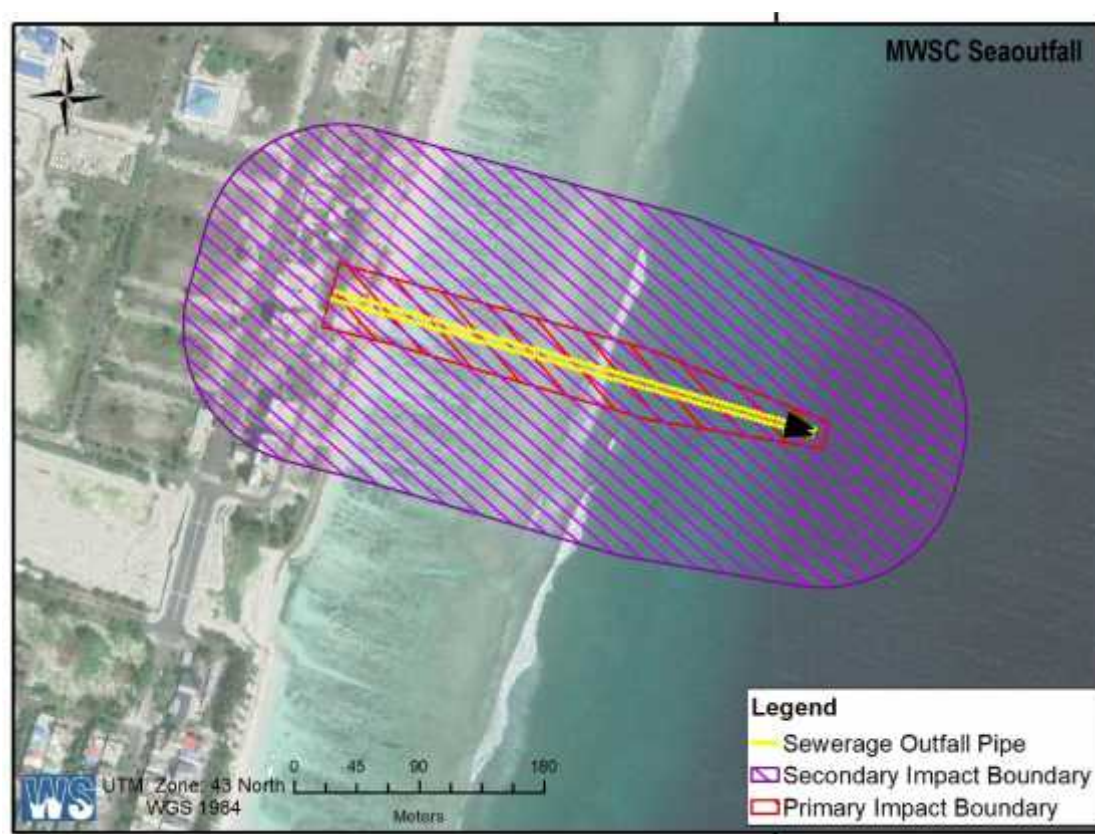 MWSC Seaoutfall
N
Legend
Sewerage Outfall Pipe
Secondary Impact Boundary
Primary Impact Boundary
0 45 90 180
Meters
WS
UTM Zone: 43 North
WGS 1984